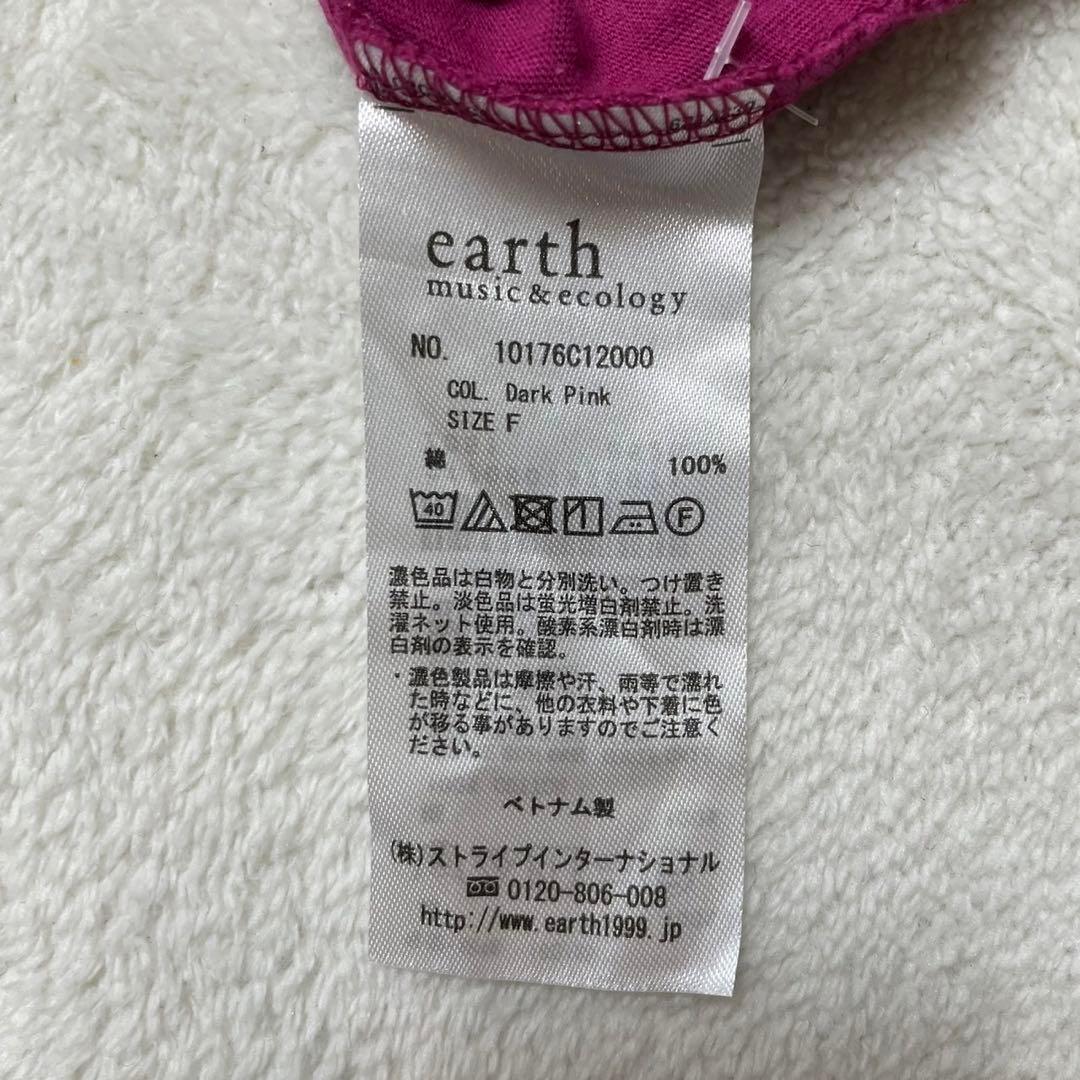 earth
music&ecology
NO. 10176C12000
COL. Dark Pink
SIZE F
綿 100%
40 F
濃色品は白物と分別洗い。つけ置き
禁止。淡色品は蛍光増白剤禁止。洗
濯ネット使用。酸素系漂白剤時は漂
白剤の表示を確認。
・濃色製品は摩擦や汗、雨等で濡れ
た時などに、他の衣料や下着に色
が移る事がありますのでご注意く
ださい。
ベトナム製
(株)ストライプインターナショナル
0120-806-008
http://www.earth1999.jp